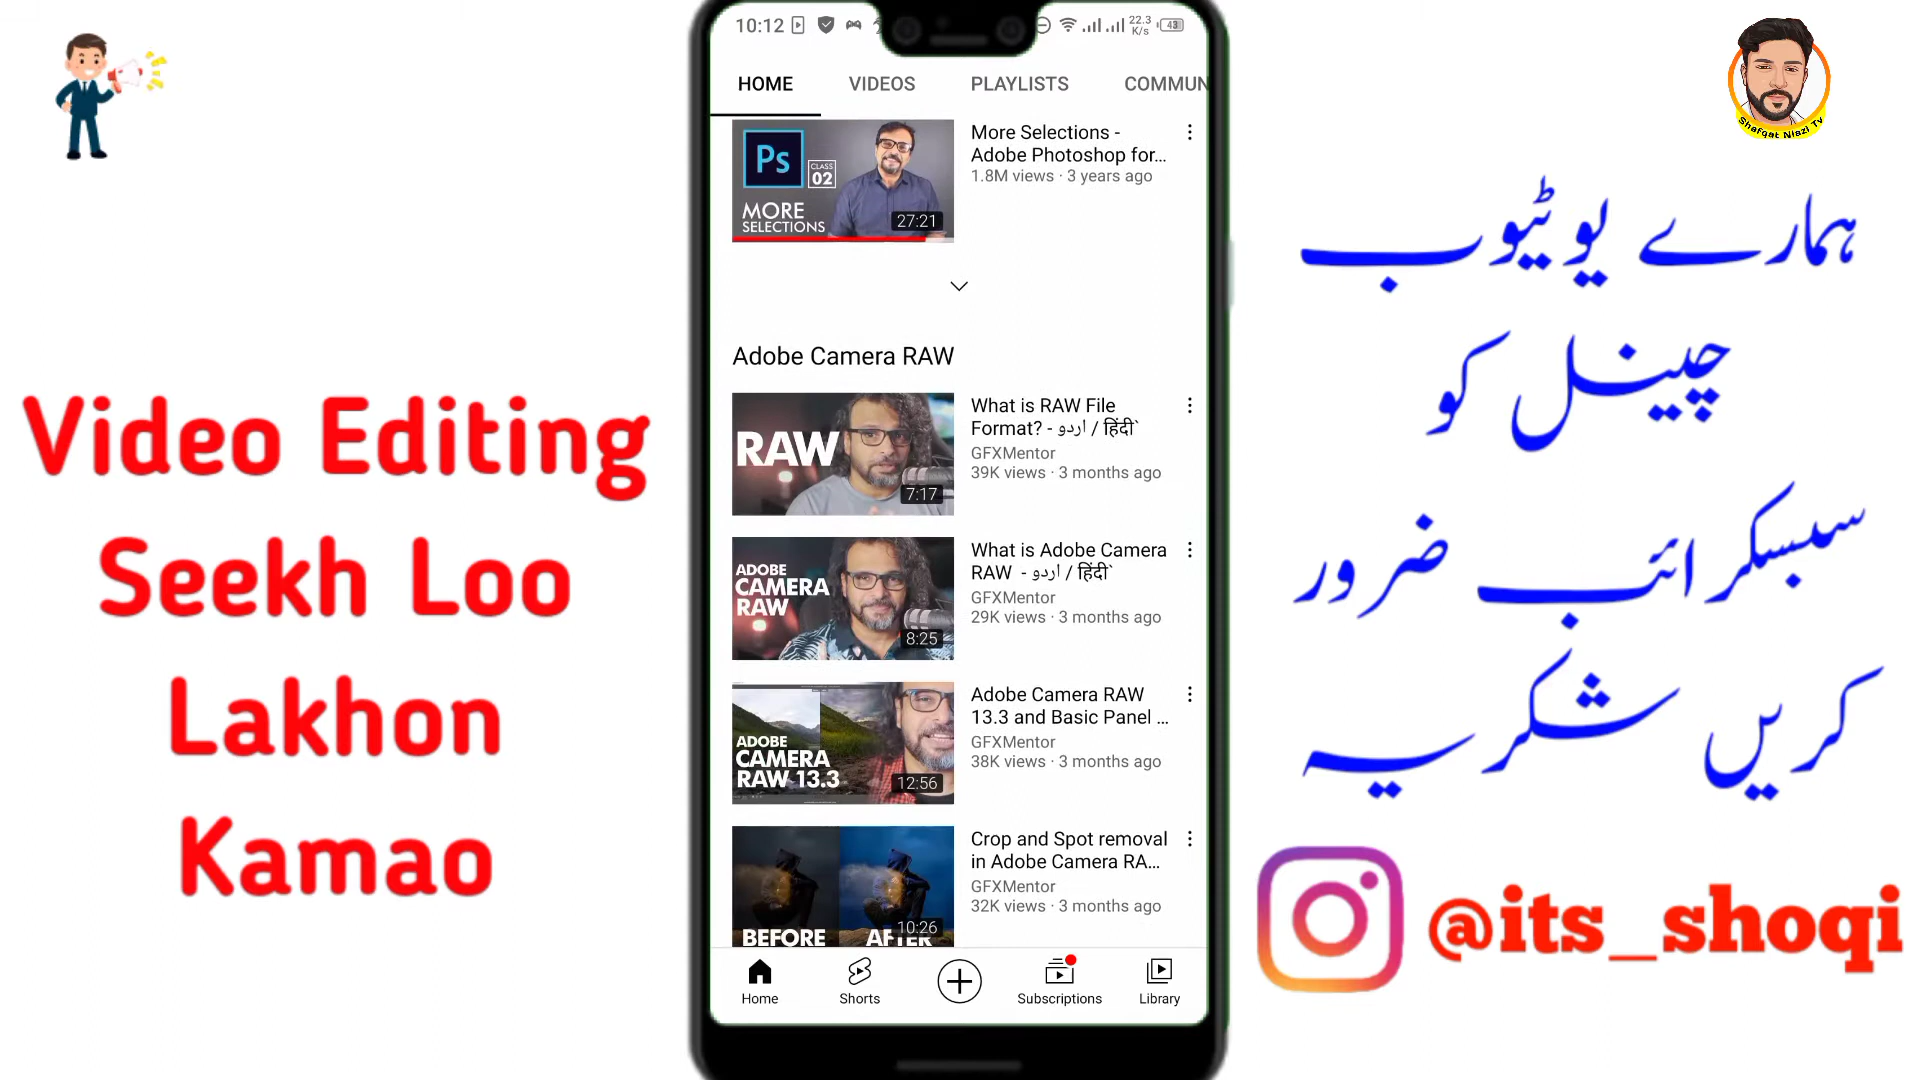 10:12
22.3
K/s
43
HOME VIDEOS PLAYLISTS COMMUN
Ps
CLASS
02
MORE
SELECTIONS
27:21
More Selections -
Adobe Photoshop for...
1.8M views · 3 years ago
Adobe Camera RAW
RAW
7:17
What is RAW File
Format? - اردو / हिंदी`
GFXMentor
39K views · 3 months ago
ADOBE
CAMERA
RAW
8:25
What is Adobe Camera
RAW - اردو / हिंदी`
GFXMentor
29K views · 3 months ago
ADOBE
CAMERA
RAW 13.3
12:56
Adobe Camera RAW
13.3 and Basic Panel ...
GFXMentor
38K views · 3 months ago
BEFORE AFTER
10:26
Crop and Spot removal
in Adobe Camera RA...
GFXMentor
32K views · 3 months ago
Home Shorts Subscriptions Library
Video Editing
Seekh Loo
Lakhon
Kamao
Shafqat Niazi Tv
ہمارے یوٹیوب
چینل کو
سبسکرائب ضرور
کریں شکریہ
@its_shoqi